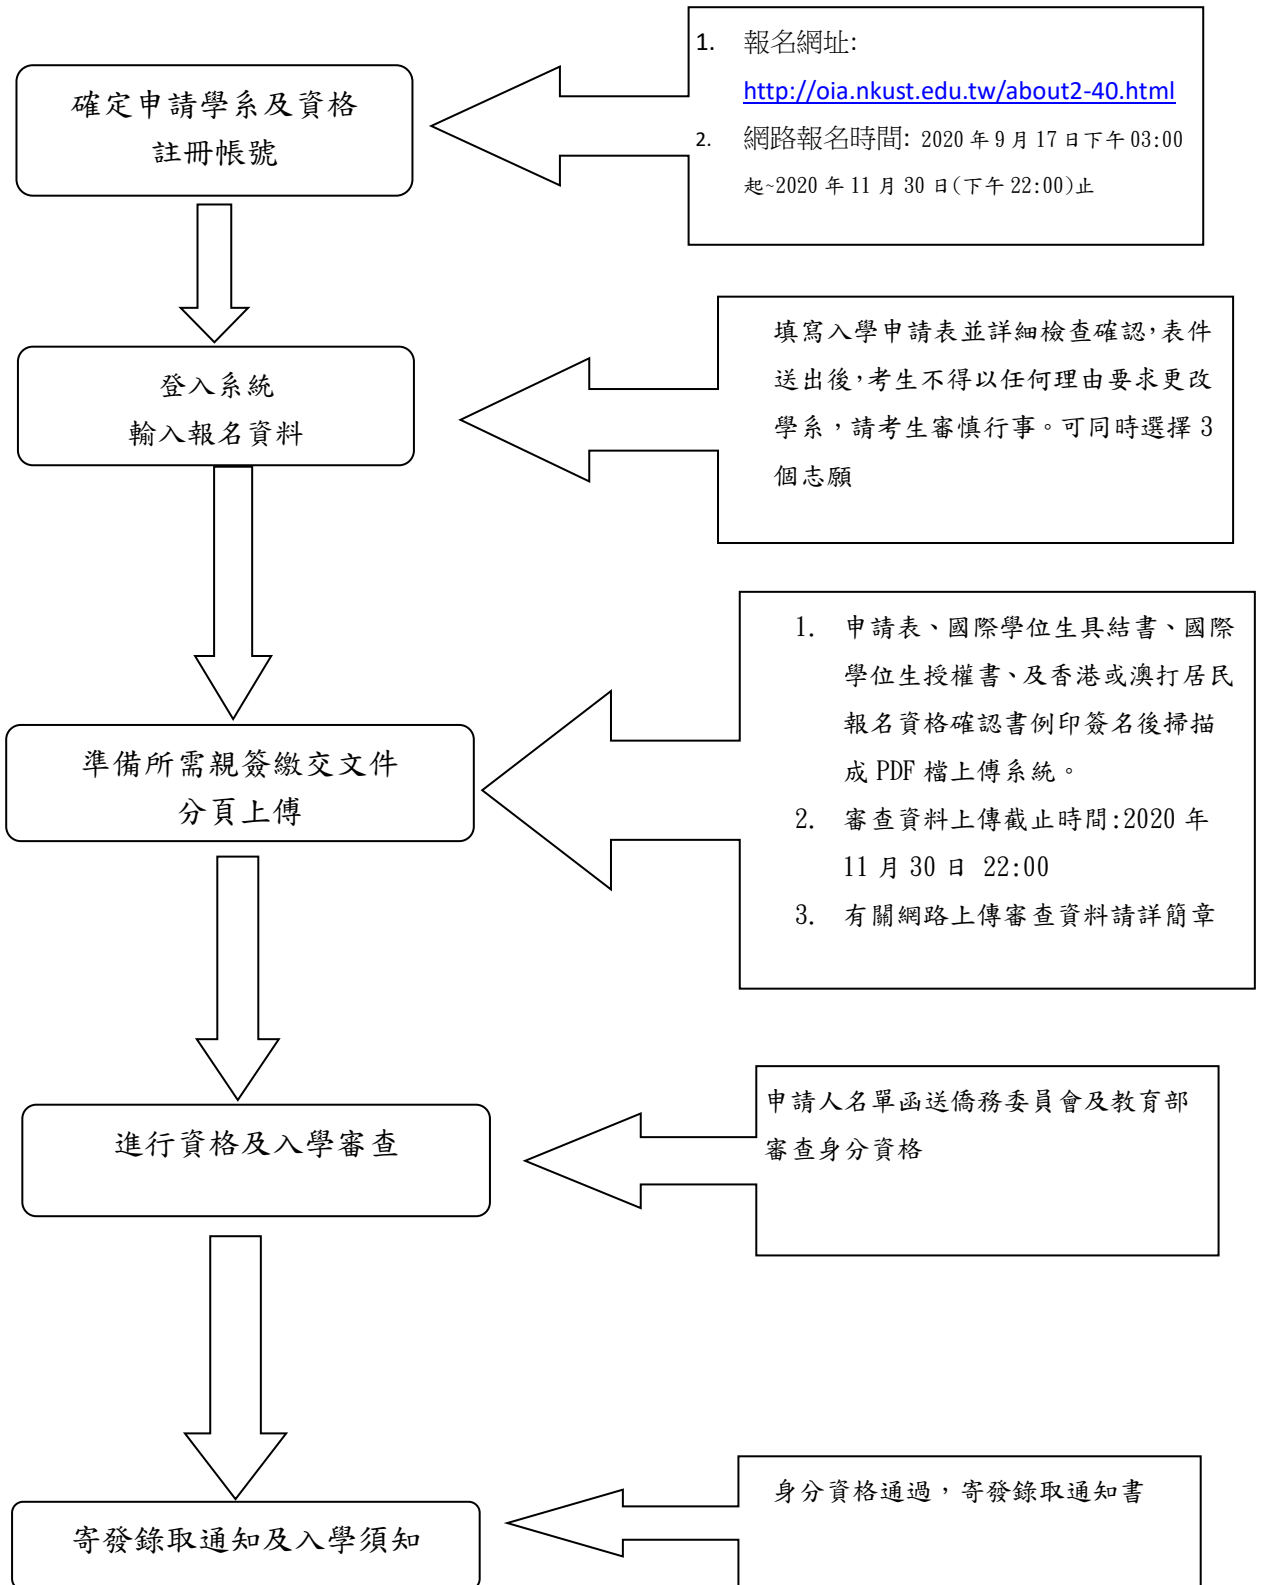 確定申請學系及資格
註冊帳號
1. 報名網址:
http://oia.nkust.edu.tw/about2-40.html
2. 網路報名時間: 2020 年 9 月 17 日下午 03:00
起~2020 年 11 月 30 日(下午 22:00)止
登入系統
輸入報名資料
填寫入學申請表並詳細檢查確認,表件
送出後,考生不得以任何理由要求更改
學系,請考生審慎行事。可同時選擇 3
個志願
準備所需親簽繳交文件
分頁上傳
1. 申請表、國際學位生具結書、國際
學位生授權書、及香港或澳打居民
報名資格確認書例印簽名後掃描
成 PDF 檔上傳系統。
2. 審查資料上傳截止時間:2020 年
11 月 30 日 22:00
3. 有關網路上傳審查資料請詳簡章
進行資格及入學審查
申請人名單函送僑務委員會及教育部
審查身分資格
寄發錄取通知及入學須知
身分資格通過,寄發錄取通知書